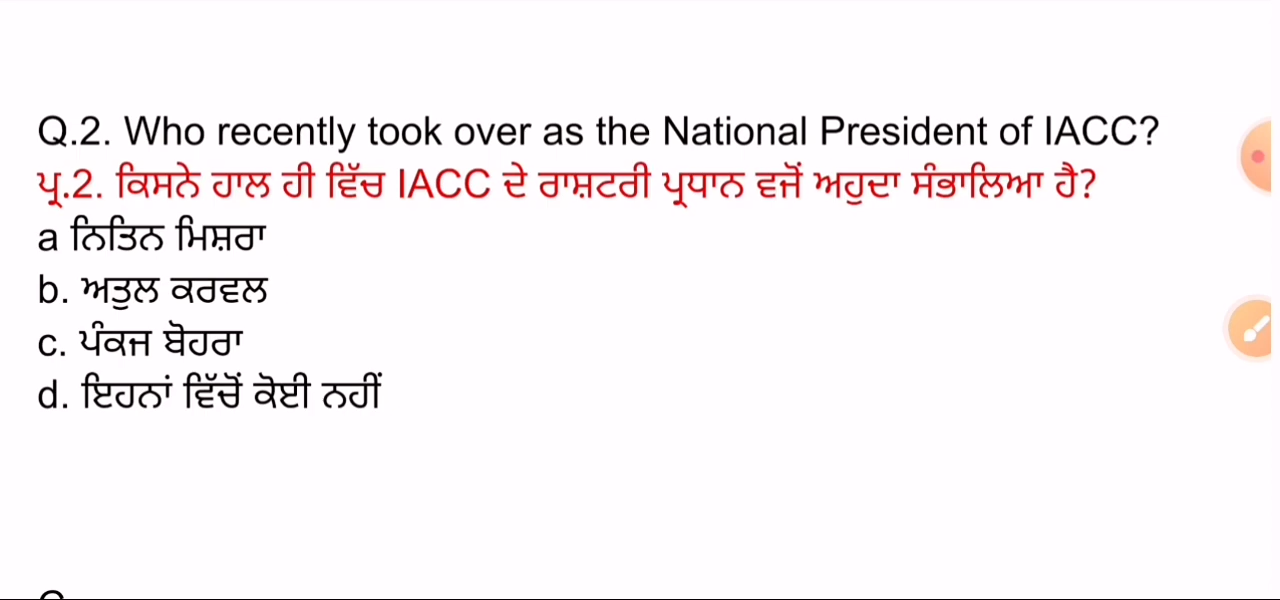 Q.2. Who recently took over as the National President of IACC?
ਪ੍ਰ.2. ਕਿਸਨੇ ਹਾਲ ਹੀ ਵਿੱਚ IACC ਦੇ ਰਾਸ਼ਟਰੀ ਪ੍ਰਧਾਨ ਵਜੋਂ ਅਹੁਦਾ ਸੰਭਾਲਿਆ ਹੈ?
a ਨਿਤਿਨ ਮਿਸ਼ਰਾ
b. ਅਤੁਲ ਕਰਵਲ
c. ਪੰਕਜ ਬੋਹਰਾ
d. ਇਹਨਾਂ ਵਿੱਚੋਂ ਕੋਈ ਨਹੀਂ